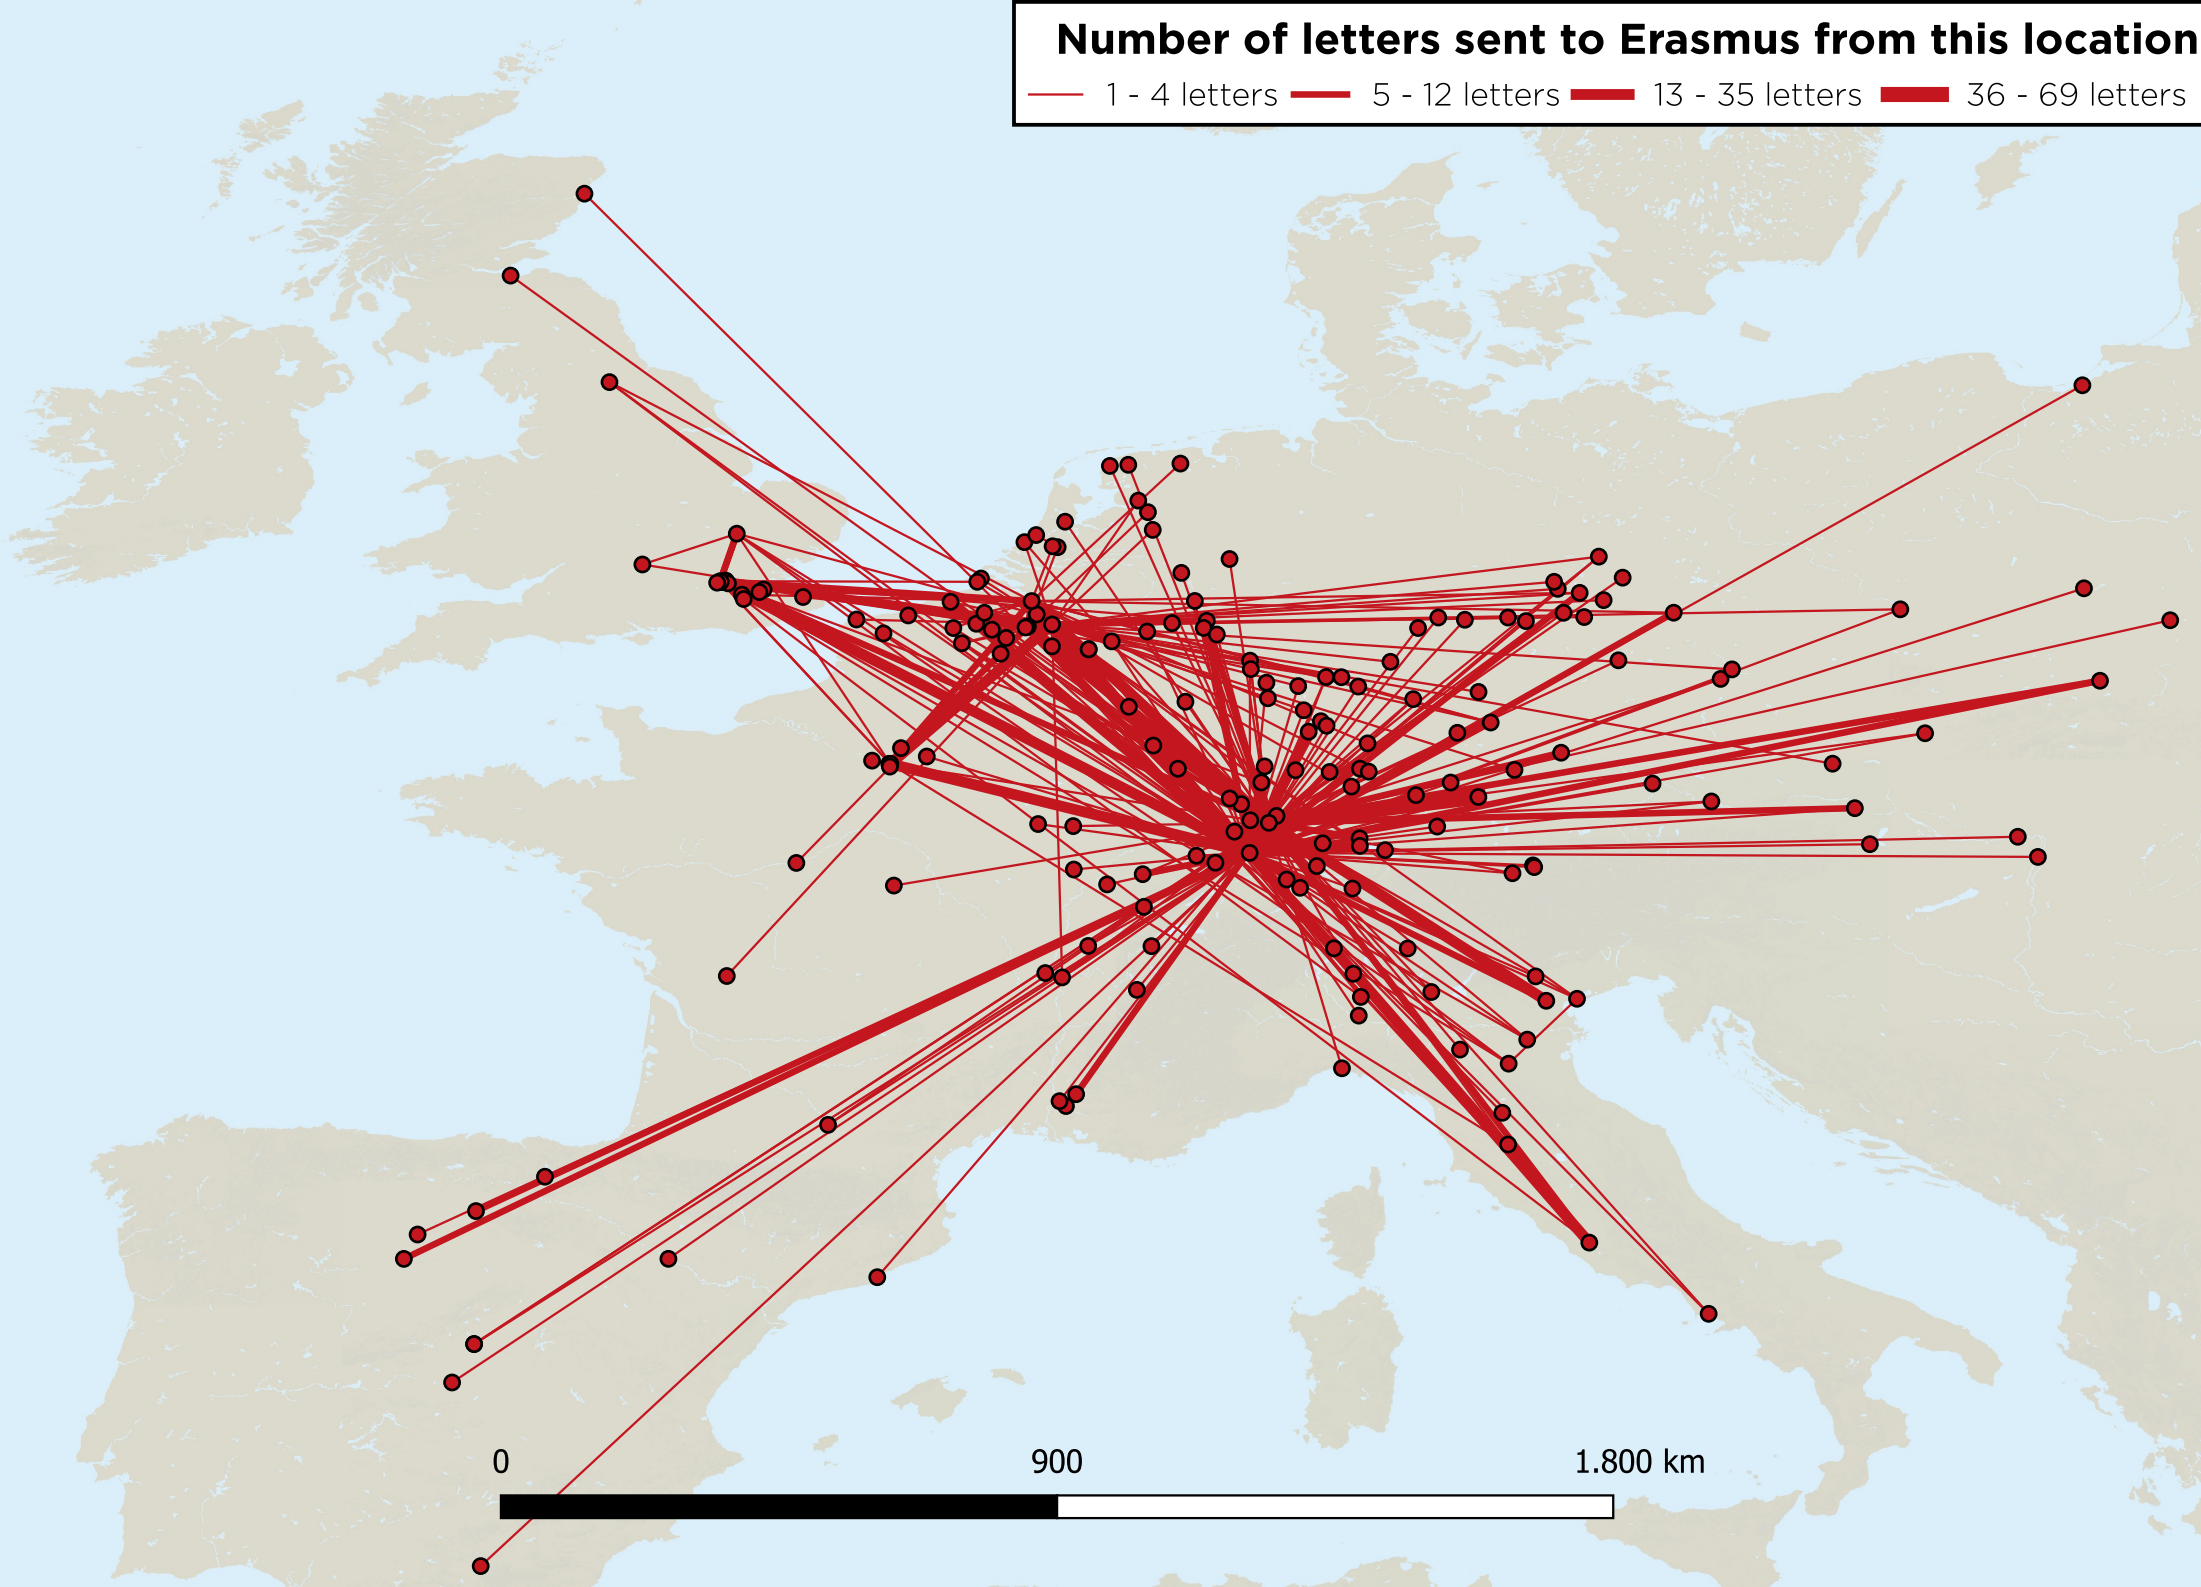 Number of letters sent to Erasmus from this location
1 - 4 letters 5 - 12 letters 13 - 35 letters 36 - 69 letters
0 900 1.800 km